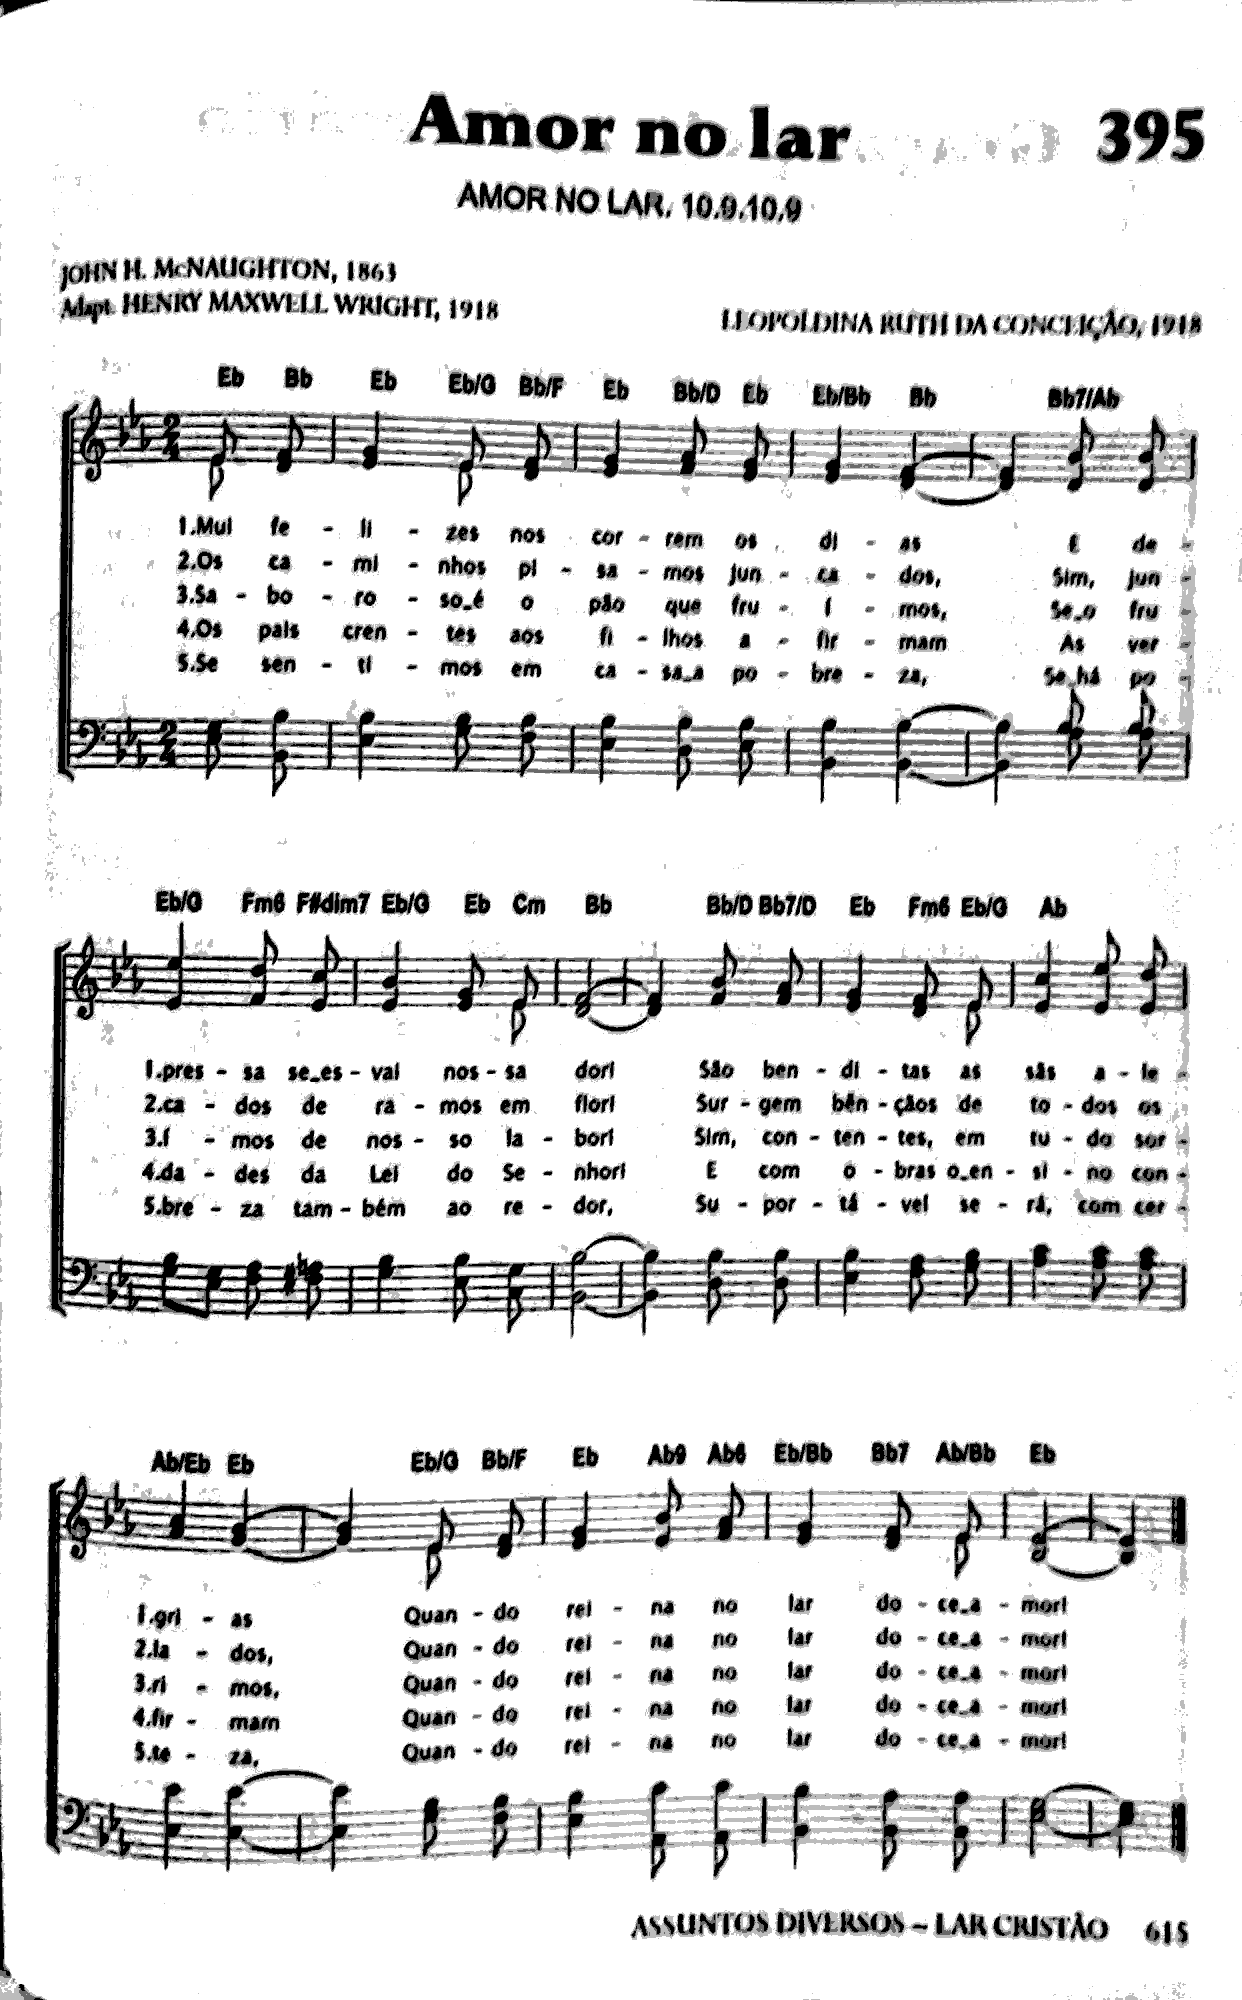 Amor no lar 395
AMOR NO LAR. 10.9.10.9
JOHN H. McNAUGHTON, 1863
Adapt. HENRY MAXWELL WRIGHT, 1918
LEOPOLDINA RUTH DA CONCEIÇÃO, 1918
Eb Bb Eb Eb/G Bb/F Eb Bb/D Eb Eb/Bb Bb Bb7/Ab
2 4
1.Mui fe - li - zes nos cor - rem os di - as E de -
2.Os ca - mi - nhos pi - sa - mos jun - ca - dos, Sim, jun -
3.Sa - bo - ro - so_é o pão que fru - í - mos, Se_o fru -
4.Os pais cren - tes aos fi - lhos a - fir - mam As ver -
5.Se sen - ti - mos em ca - sa_a po - bre - za, Se_há po -
2 4
Eb/G Fm6 F#dim7 Eb/G Eb Cm Bb Bb/D Bb7/D Eb Fm6 Eb/G Ab
1.pres - sa se_es - vai nos - sa dor! São ben - di - tas as sãs a - le -
2.ca - dos de ra - mos em flor! Sur - gem bên - çãos de to - dos os
3.í - mos de nos - so la - bor! Sim, con - ten - tes, em tu - do sor -
4.da - des da Lei do Se - nhor! E com o - bras o_en - si - no con -
5.bre - za tam - bém ao re - dor, Su - por - tá - vel se - rá, com cer -
Ab/Eb Eb Eb/G Bb/F Eb Ab9 Ab6 Eb/Bb Bb7 Ab/Bb Eb
1.gri - as Quan - do rei - na no lar do - ce_a - mor!
2.la - dos, Quan - do rei - na no lar do - ce_a - mor!
3.ri - mos, Quan - do rei - na no lar do - ce_a - mor!
4.fir - mam Quan - do rei - na no lar do - ce_a - mor!
5.te - za, Quan - do rei - na no lar do - ce_a - mor!
ASSUNTOS DIVERSOS – LAR CRISTÃO 615